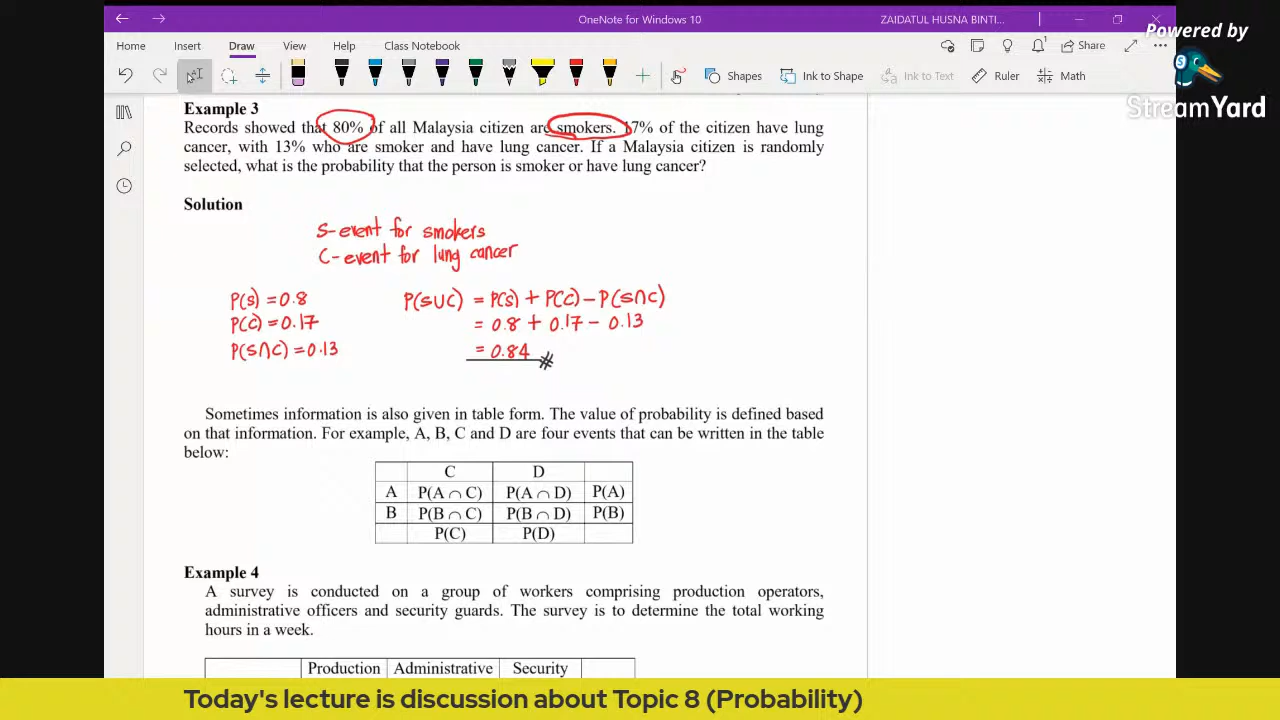 OneNote for Windows 10
ZAIDATUL HUSNA BINTI...
Powered by
StreamYard
Home Insert Draw View Help Class Notebook Share
Shapes Ink to Shape Ink to Text Ruler Math
Example 3
Records showed that 80% of all Malaysia citizen are smokers. 17% of the citizen have lung
cancer, with 13% who are smoker and have lung cancer. If a Malaysia citizen is randomly
selected, what is the probability that the person is smoker or have lung cancer?
Solution
S-event for smokers
C-event for lung cancer
P(S) = 0.8
P(C) = 0.17
P(S∩C) = 0.13
P(S∪C) = P(S) + P(C) - P(S∩C)
= 0.8 + 0.17 - 0.13
= 0.84 #
Sometimes information is also given in table form. The value of probability is defined based
on that information. For example, A, B, C and D are four events that can be written in the table
below:
C D
A P(A ∩ C) P(A ∩ D) P(A)
B P(B ∩ C) P(B ∩ D) P(B)
P(C) P(D)
Example 4
A survey is conducted on a group of workers comprising production operators,
administrative officers and security guards. The survey is to determine the total working
hours in a week.
Production Administrative Security
Today's lecture is discussion about Topic 8 (Probability)